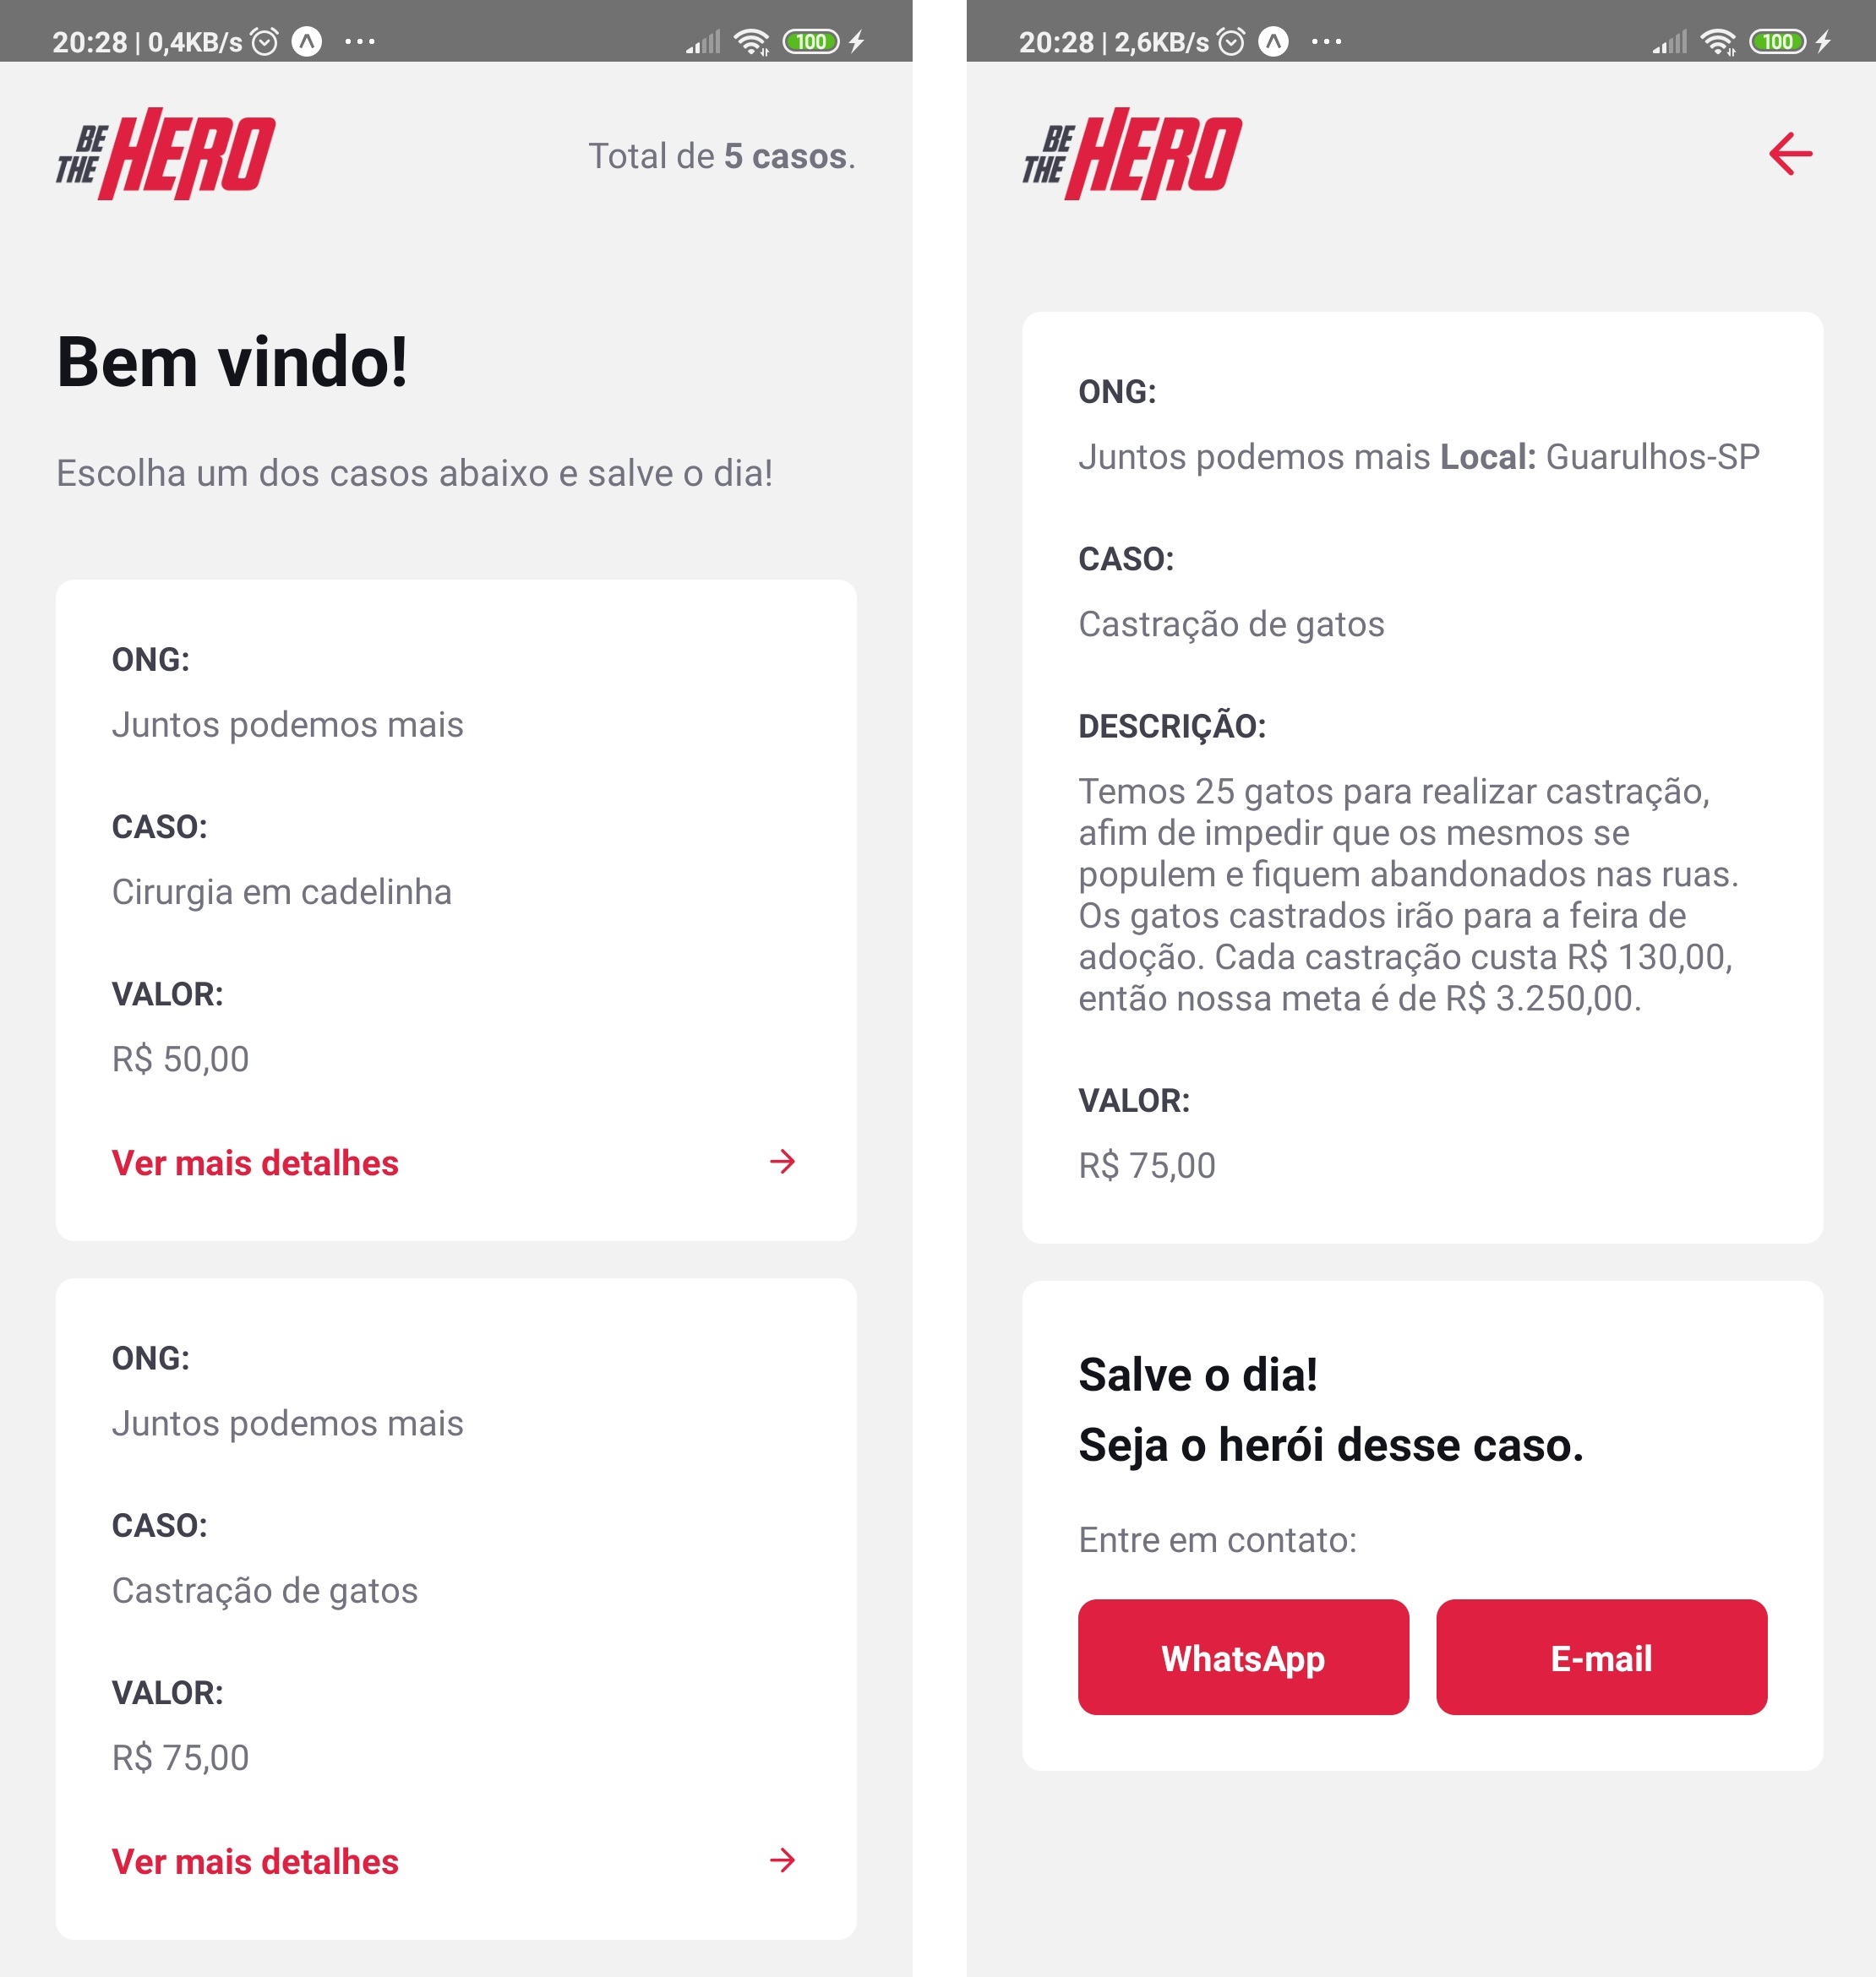 20:28 | 0,4KB/s
100
BE THE HERO
Total de 5 casos.
Bem vindo!
Escolha um dos casos abaixo e salve o dia!
ONG:
Juntos podemos mais
CASO:
Cirurgia em cadelinha
VALOR:
R$ 50,00
Ver mais detalhes
ONG:
Juntos podemos mais
CASO:
Castração de gatos
VALOR:
R$ 75,00
Ver mais detalhes
20:28 | 2,6KB/s
100
BE THE HERO
ONG:
Juntos podemos mais Local: Guarulhos-SP
CASO:
Castração de gatos
DESCRIÇÃO:
Temos 25 gatos para realizar castração,
afim de impedir que os mesmos se
populem e fiquem abandonados nas ruas.
Os gatos castrados irão para a feira de
adoção. Cada castração custa R$ 130,00,
então nossa meta é de R$ 3.250,00.
VALOR:
R$ 75,00
Salve o dia!
Seja o herói desse caso.
Entre em contato:
WhatsApp
E-mail